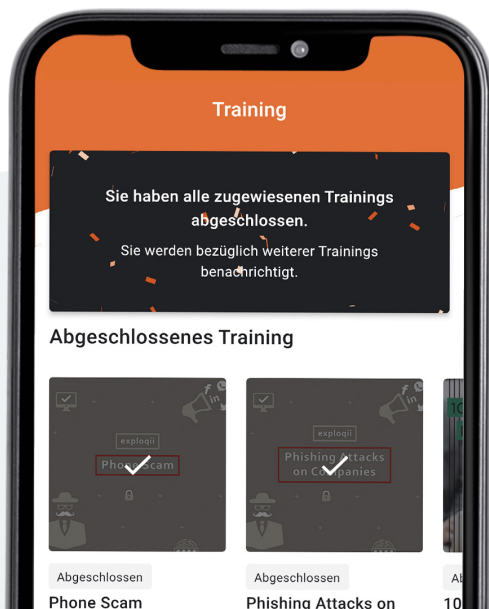 Training
Sie haben alle zugewiesenen Trainings
abgeschlossen.
Sie werden bezüglich weiterer Trainings
benachrichtigt.
Abgeschlossenes Training
exploqii
exploqii
Phone Scam
Phishing Attacks
on Companies
Abgeschlossen
Abgeschlossen
Phone Scam
Phishing Attacks on
10